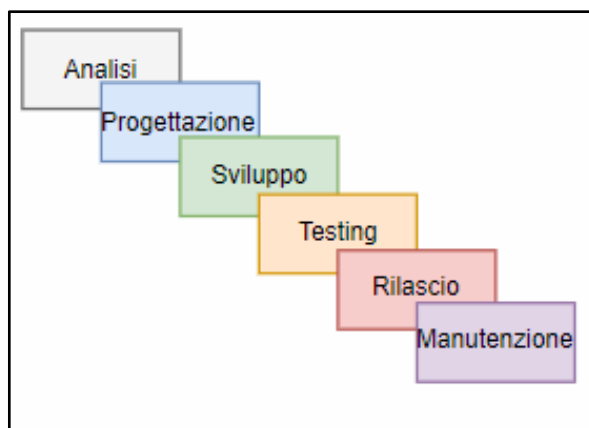 Analisi
Progettazione
Sviluppo
Testing
Rilascio
Manutenzione